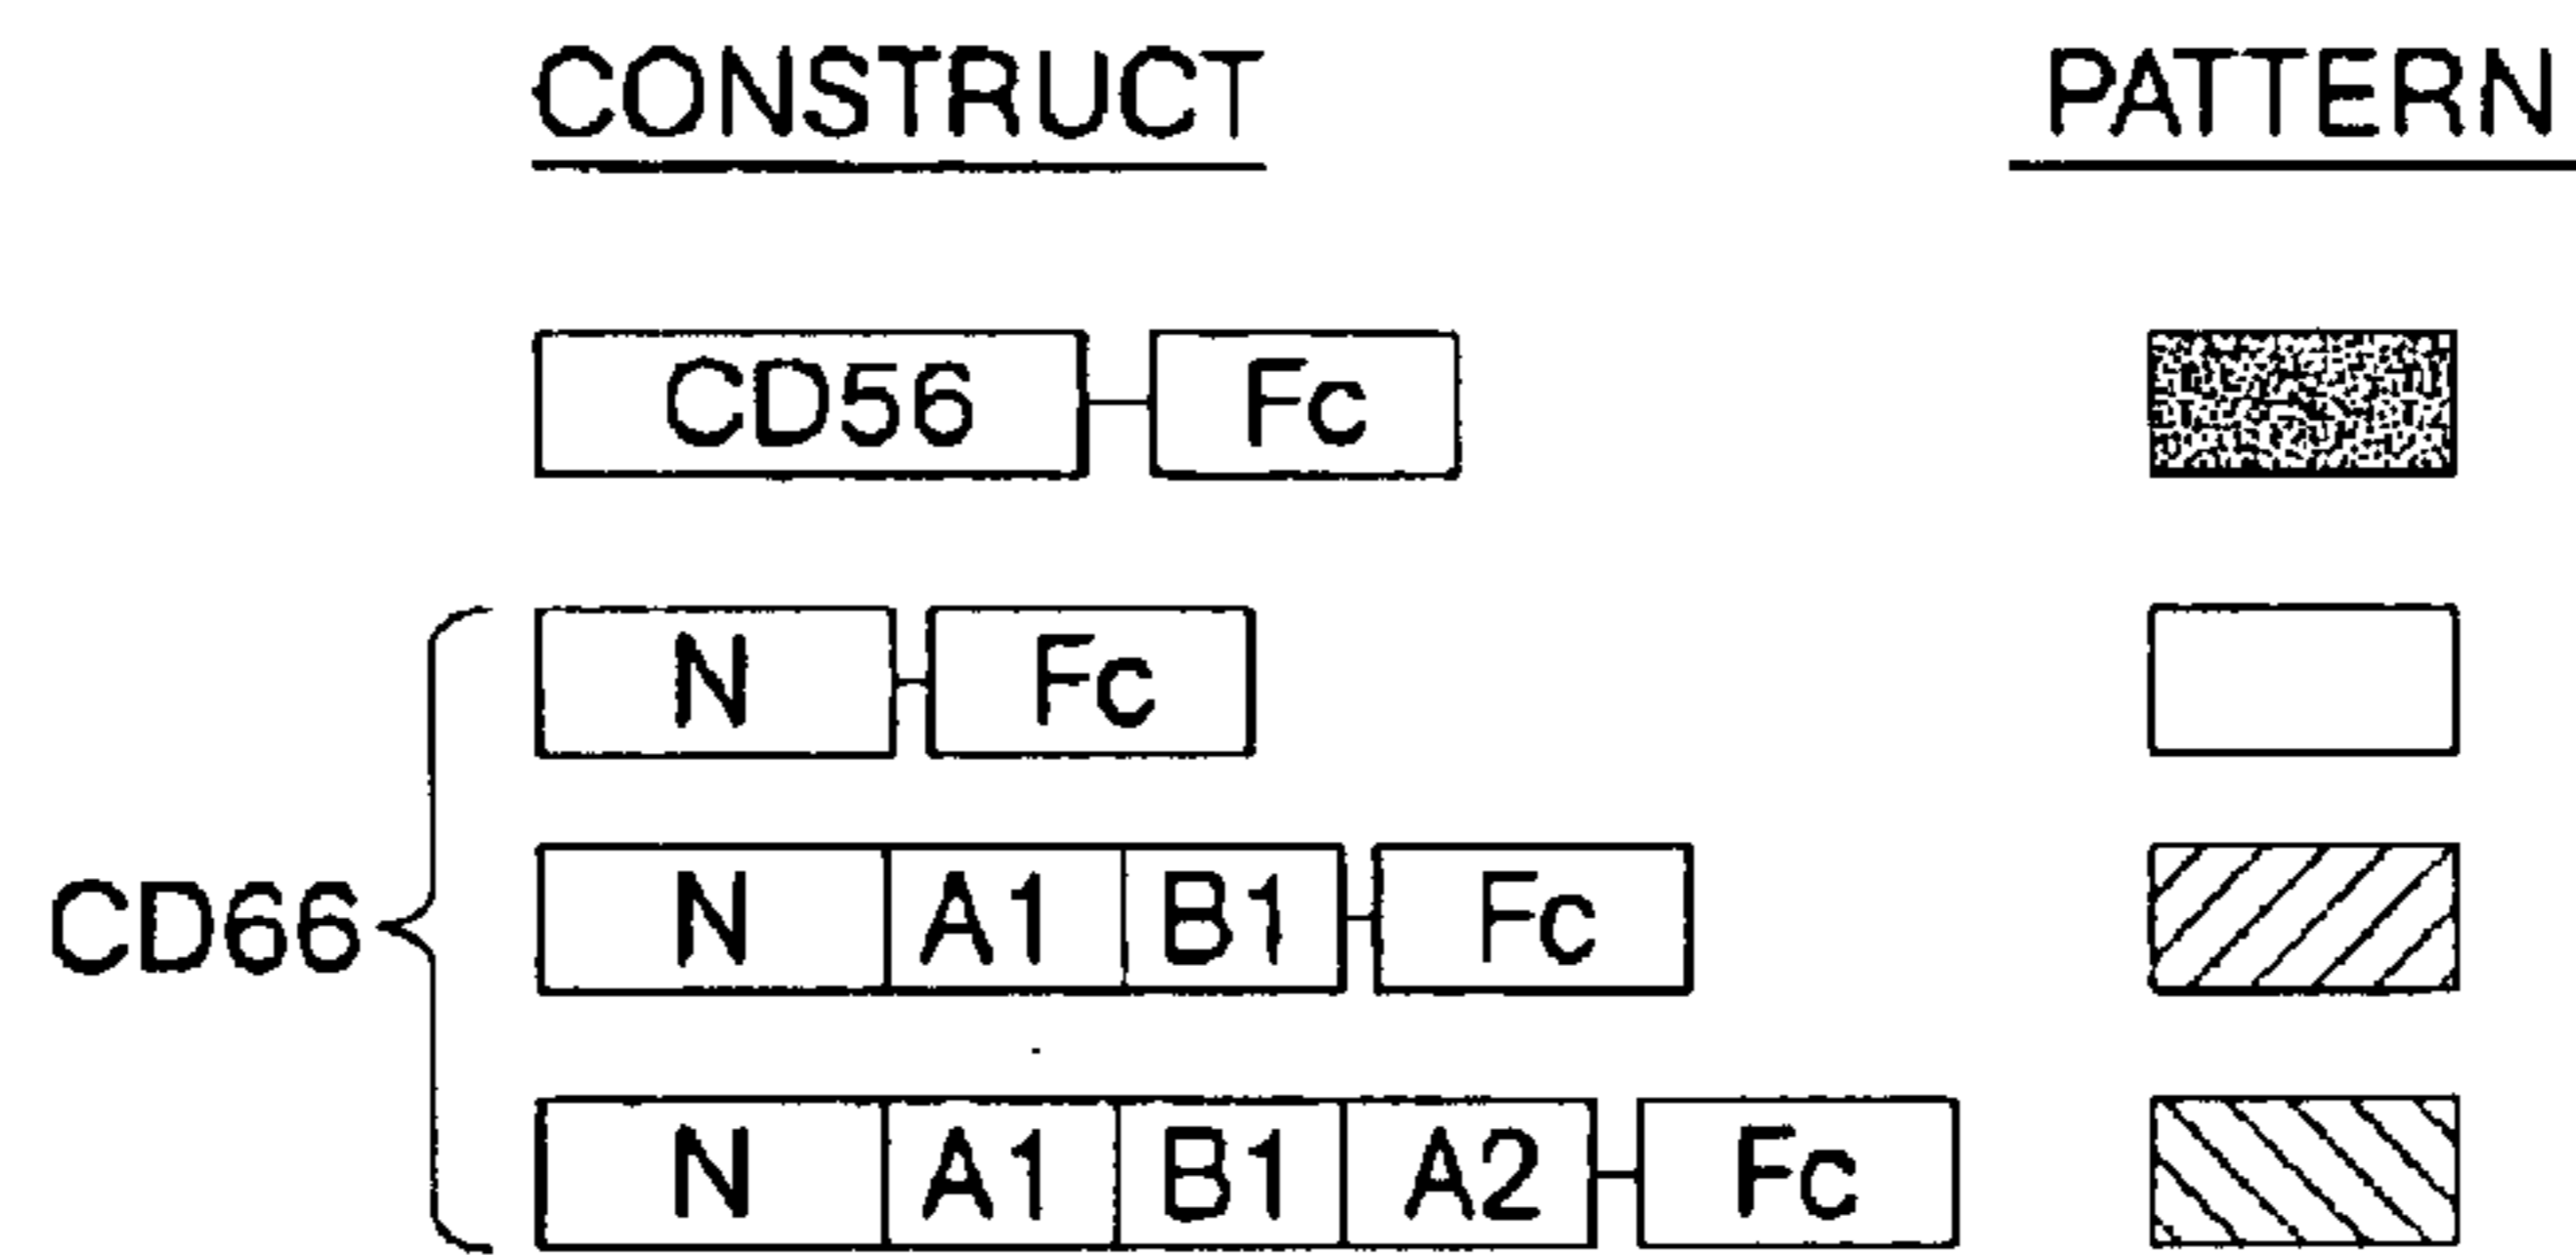 CONSTRUCT PATTERN
CD56 Fc
N Fc
N A1 B1 Fc
CD66
N A1 B1 A2 Fc